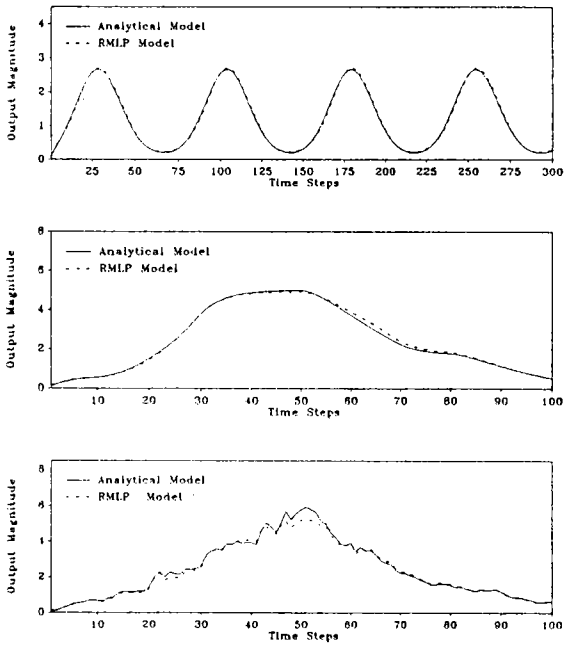 4
Analytical Model
RMLP Model
3
2
1
0
Output Magnitude
25 50 75 100 125 150 175 200 225 250 275 300
Time Steps
8
Analytical Model
RMLP Model
6
4
2
0
Output Magnitude
10 20 30 40 50 60 70 80 90 100
Time Steps
8
Analytical Model
RMLP Model
6
4
2
0
Output Magnitude
10 20 30 40 50 60 70 80 90 100
Time Steps